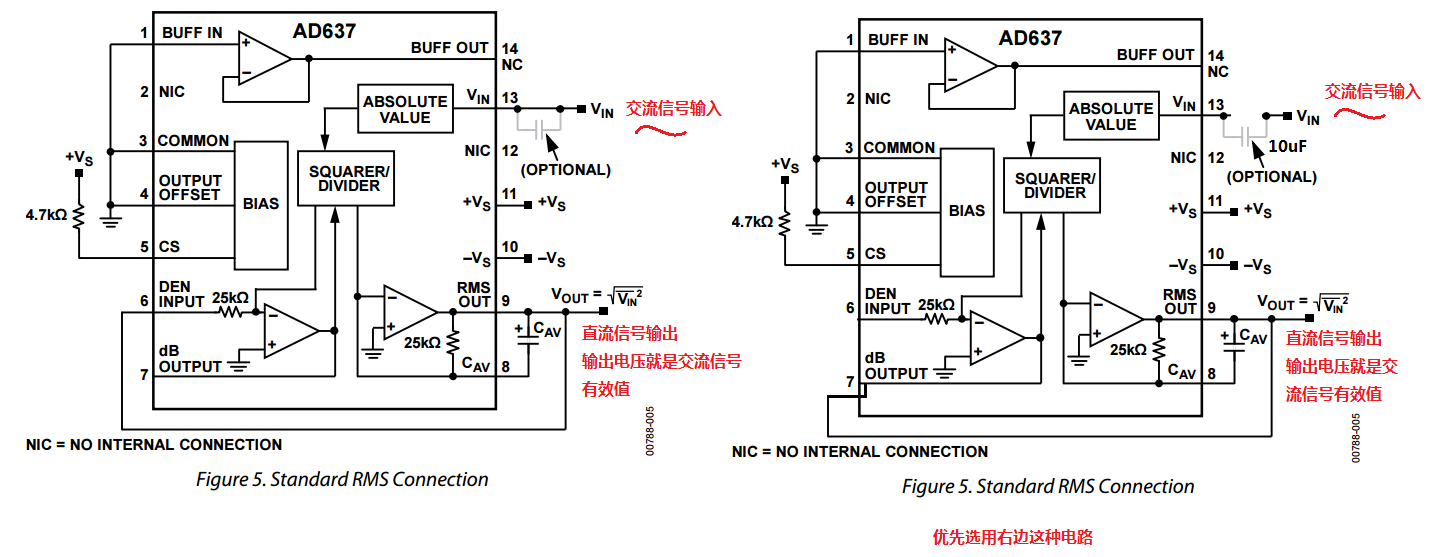 AD637
1 BUFF IN
BUFF OUT 14
NC
2 NIC
ABSOLUTE
VALUE
VIN 13
VIN
交流信号输入
3 COMMON
NIC 12
(OPTIONAL)
+VS
4 OUTPUT
OFFSET
SQUARER/
DIVIDER
BIAS
+VS 11 +VS
4.7kΩ
5 CS
–VS 10 –VS
6 DEN
INPUT
25kΩ
RMS
OUT 9
VOUT = √VIN2
+ CAV
直流信号输出
输出电压就是交流信号
有效值
25kΩ
dB
7 OUTPUT
CAV 8
00788-005
NIC = NO INTERNAL CONNECTION
Figure 5. Standard RMS Connection
AD637
1 BUFF IN
BUFF OUT 14
NC
2 NIC
ABSOLUTE
VALUE
VIN 13
VIN
交流信号输入
10uF
3 COMMON
NIC 12
(OPTIONAL)
+VS
4 OUTPUT
OFFSET
SQUARER/
DIVIDER
BIAS
+VS 11 +VS
4.7kΩ
5 CS
–VS 10 –VS
6 DEN
INPUT
25kΩ
RMS
OUT 9
VOUT = √VIN2
+ CAV
直流信号输出
输出电压就是交
流信号有效值
25kΩ
dB
7 OUTPUT
CAV 8
00788-005
NIC = NO INTERNAL CONNECTION
Figure 5. Standard RMS Connection
优先选用右边这种电路